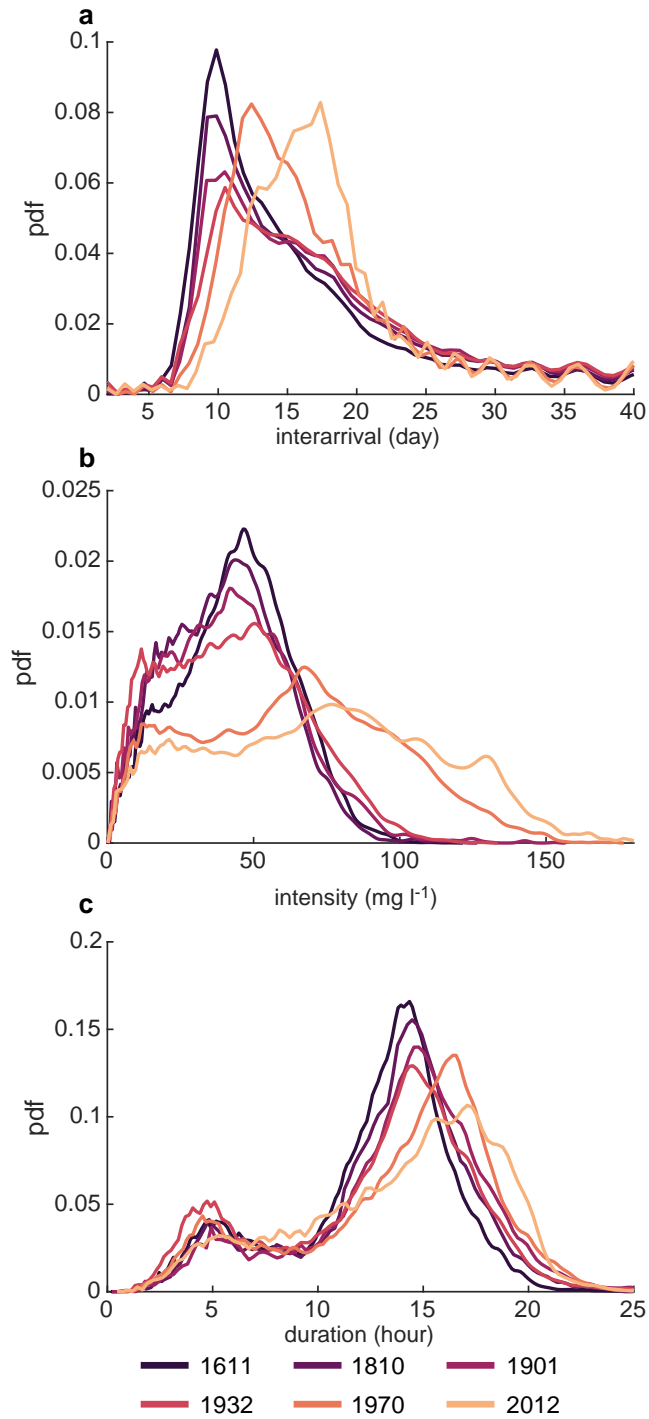 a
0.1
0.08
0.06
0.04
0.02
0
pdf
5 10 15 20 25 30 35 40
interarrival (day)
b
0.025
0.02
0.015
0.01
0.005
0
pdf
0 50 100 150
intensity (mg l-1)
c
0.2
0.15
0.1
0.05
0
pdf
0 5 10 15 20 25
duration (hour)
1611 1810 1901
1932 1970 2012